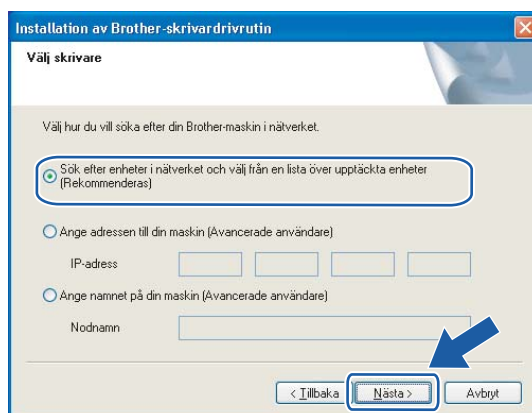 Installation av Brother-skrivardrivrutin
Välj skrivare
Välj hur du vill söka efter din Brother-maskin i nätverket.
Sök efter enheter i nätverket och välj från en lista över upptäckta enheter
(Rekommenderas)
Ange adressen till din maskin (Avancerade användare)
IP-adress
Ange namnet på din maskin (Avancerade användare)
Nodnamn
< Tillbaka
Nästa >
Avbryt